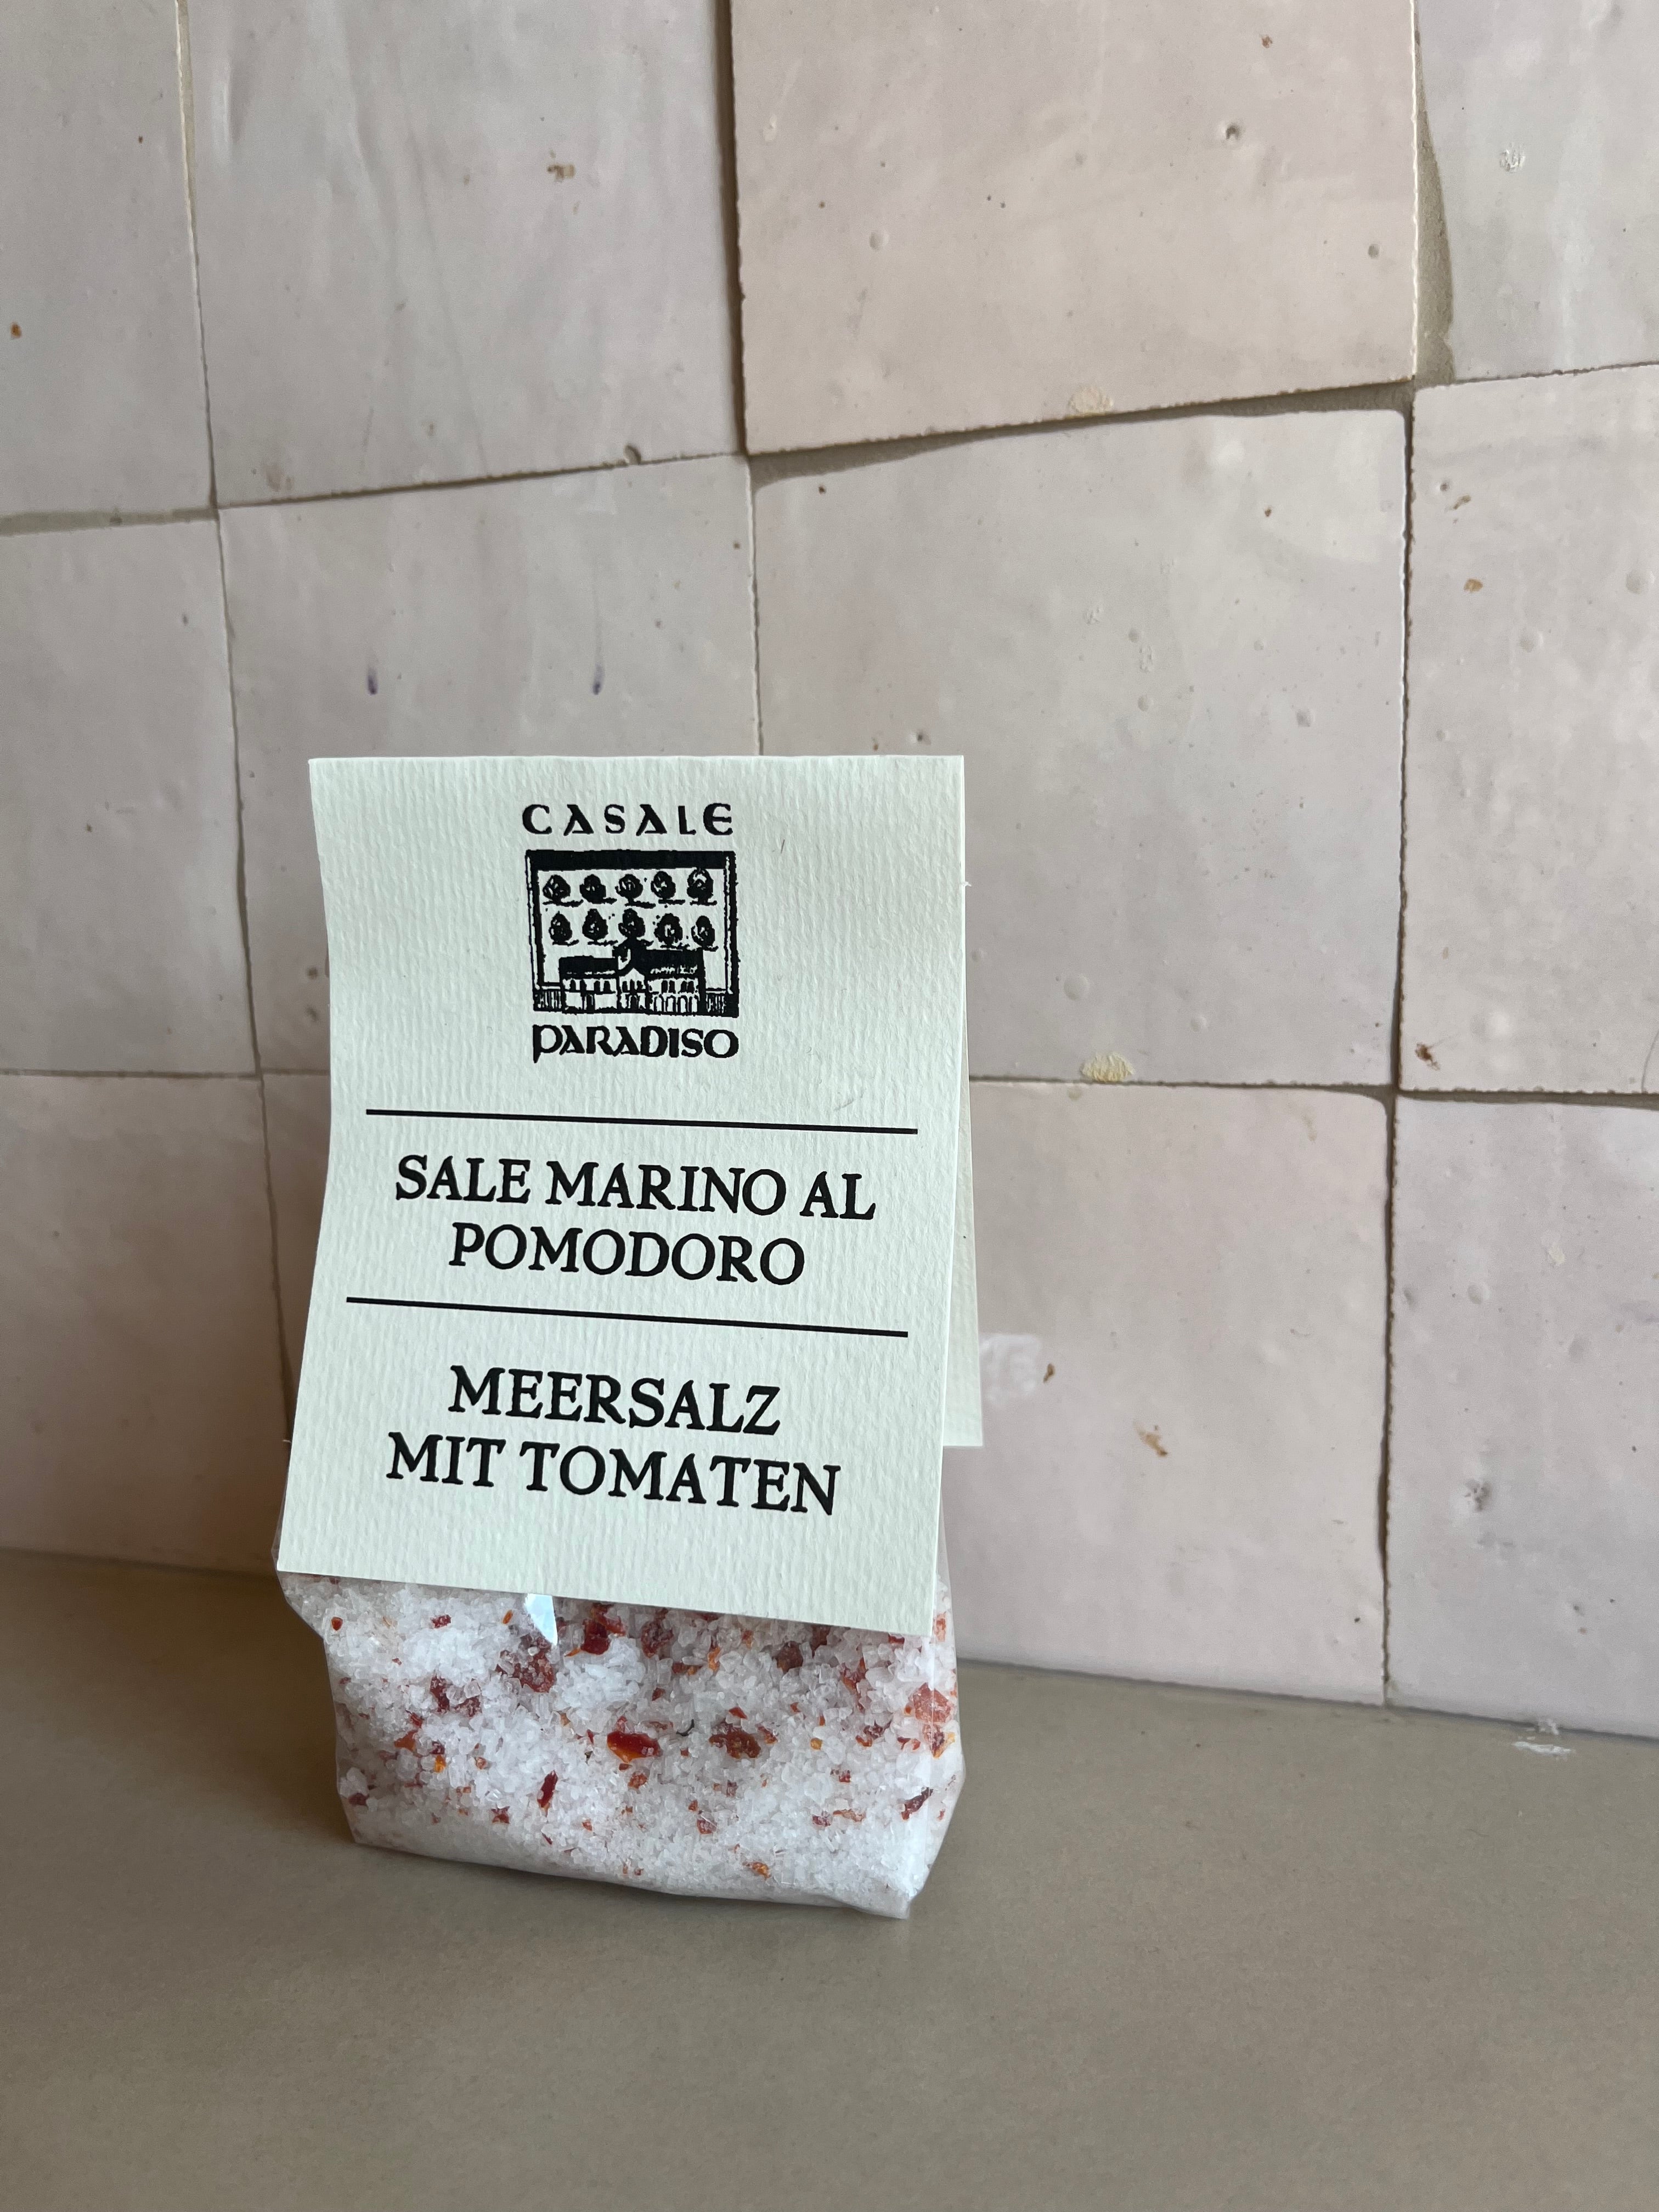 CASALE
PARADISO
SALE MARINO AL
POMODORO
MEERSALZ
MIT TOMATEN